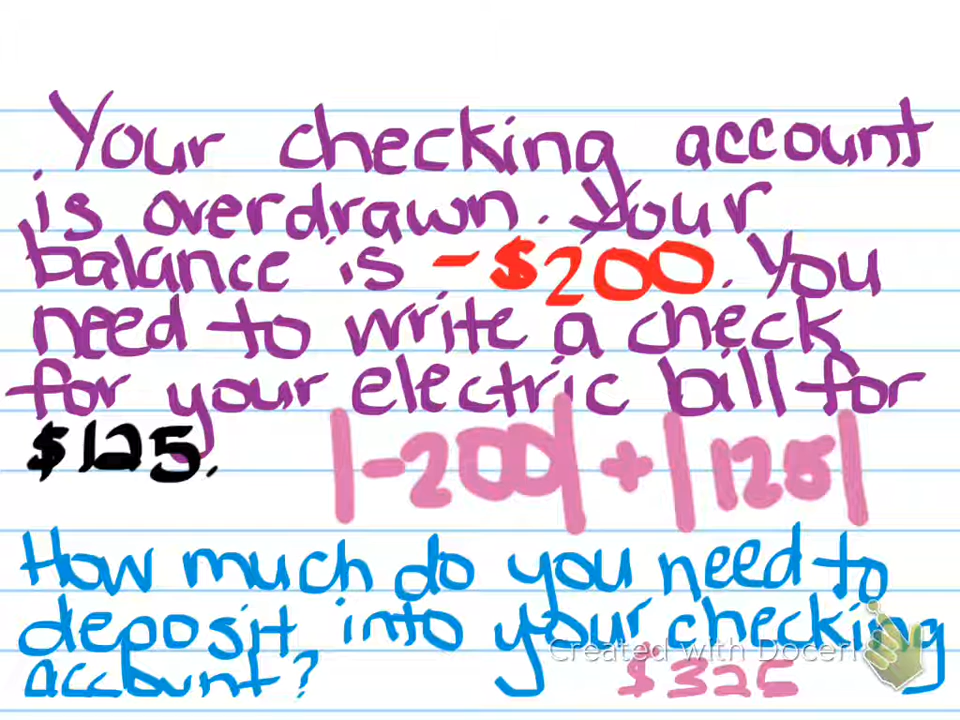 Your checking account
is overdrawn. Your
balance is -$200. You
need to write a check
for your electric bill for
$125. |-200| + |125|
How much do you need to
deposit into your checking
account? $325
Created with Doceri